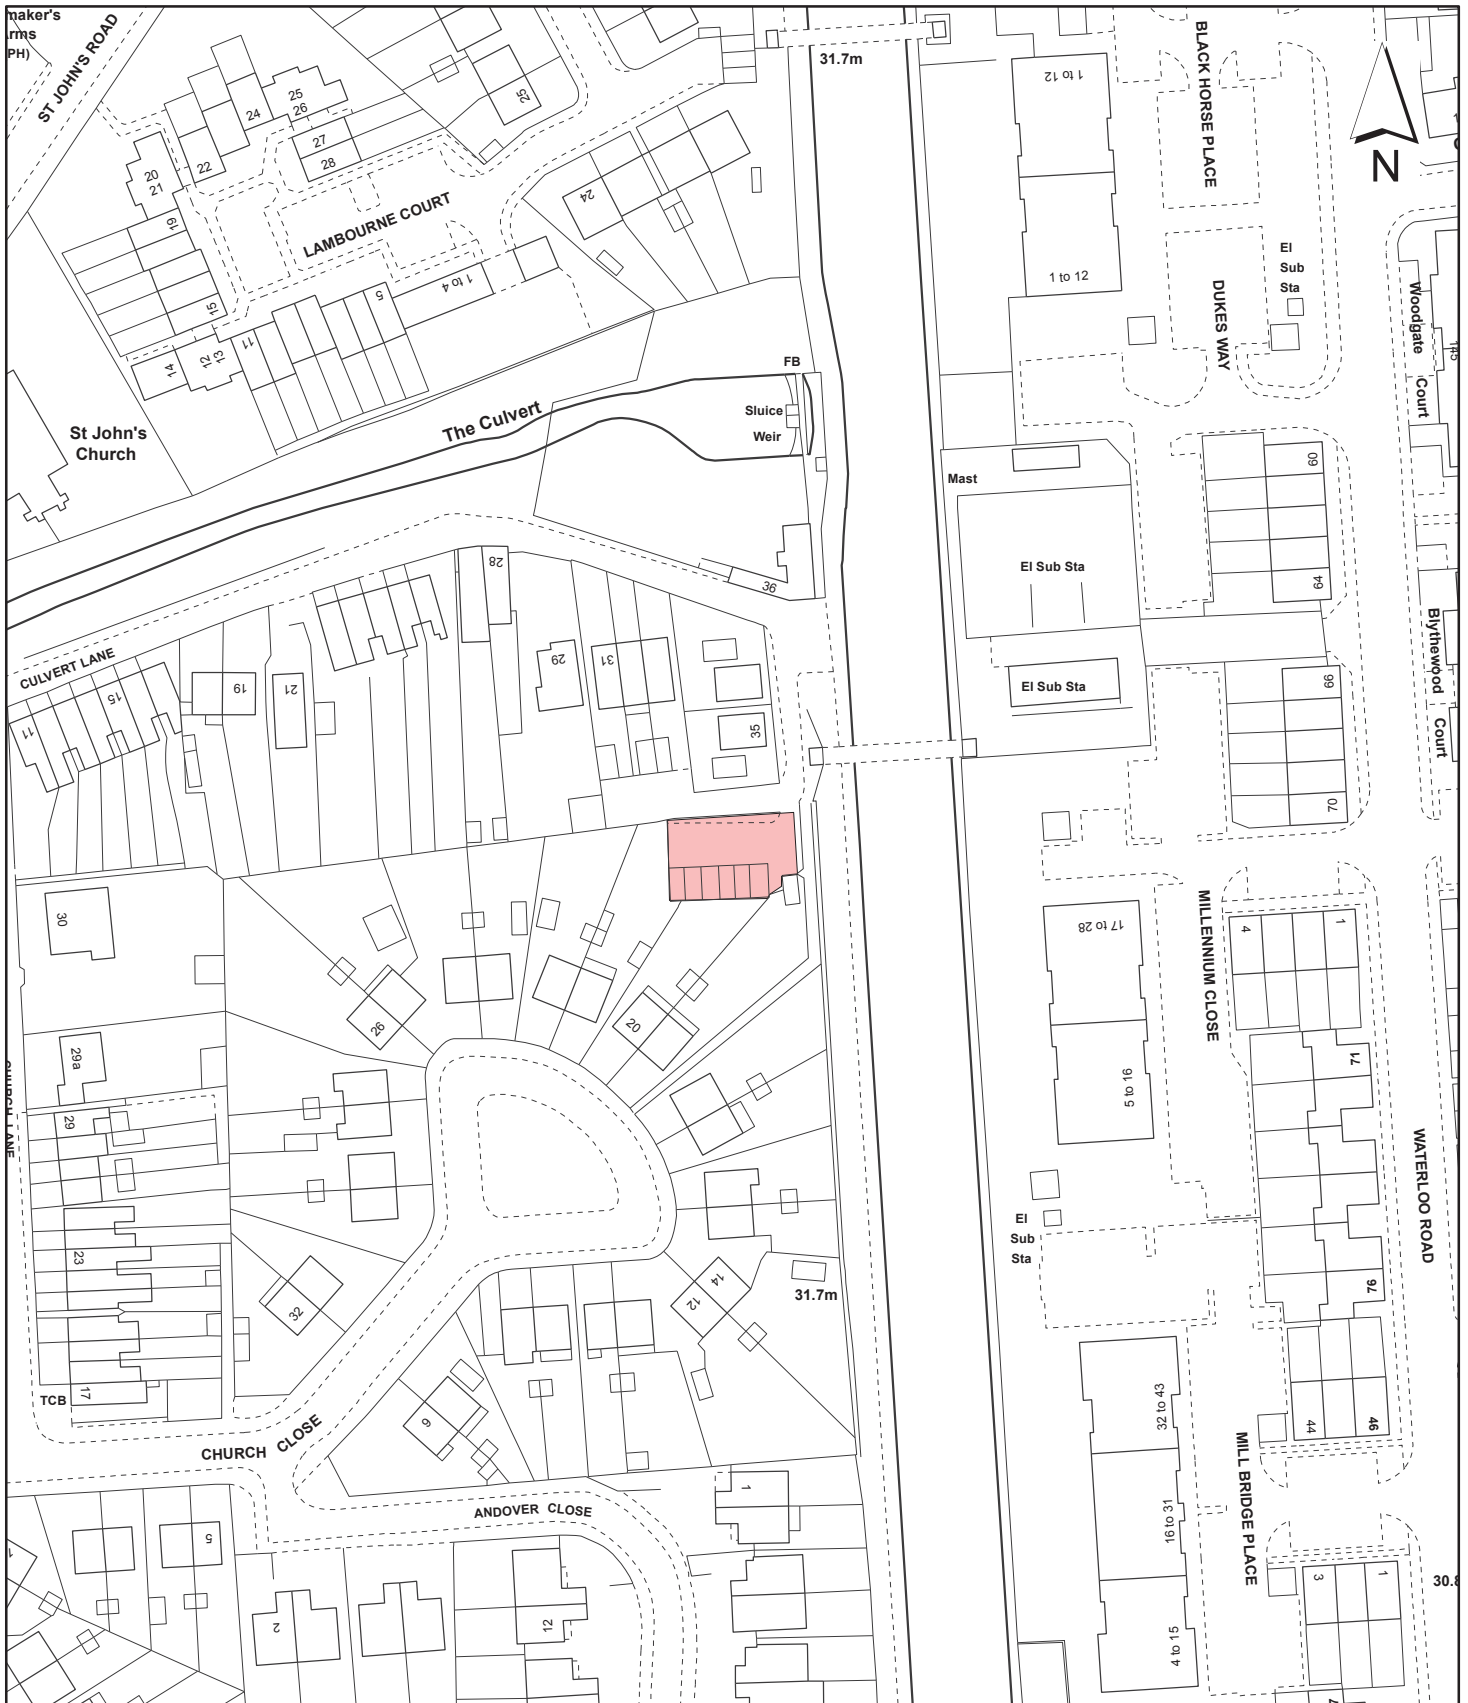 maker's
rms
PH)
ST JOHN'S ROAD
31.7m
BLACK HORSE PLACE
1 to 12
N
25
24
25
26
27
28
22
20
21
19
LAMBOURNE COURT
24
1 to 4
5
15
11
12
13
14
1 to 12
El
Sub
Sta
DUKES WAY
Woodgate
Court
145
FB
Sluice
Weir
The Culvert
St John's
Church
Mast
60
64
El Sub Sta
El Sub Sta
Blythewood
Court
28
36
29
31
35
CULVERT LANE
11
15
19
21
66
70
30
17 to 28
MILLENNIUM CLOSE
4
1
26
20
5 to 16
71
29a
CHURCH LANE
29
23
WATERLOO ROAD
El
Sub
Sta
76
32
14
12
31.7m
17
TCB
9
32 to 43
44
46
CHURCH CLOSE
MILL BRIDGE PLACE
1
ANDOVER CLOSE
16 to 31
5
1
3
1
30.8
2
12
4 to 15